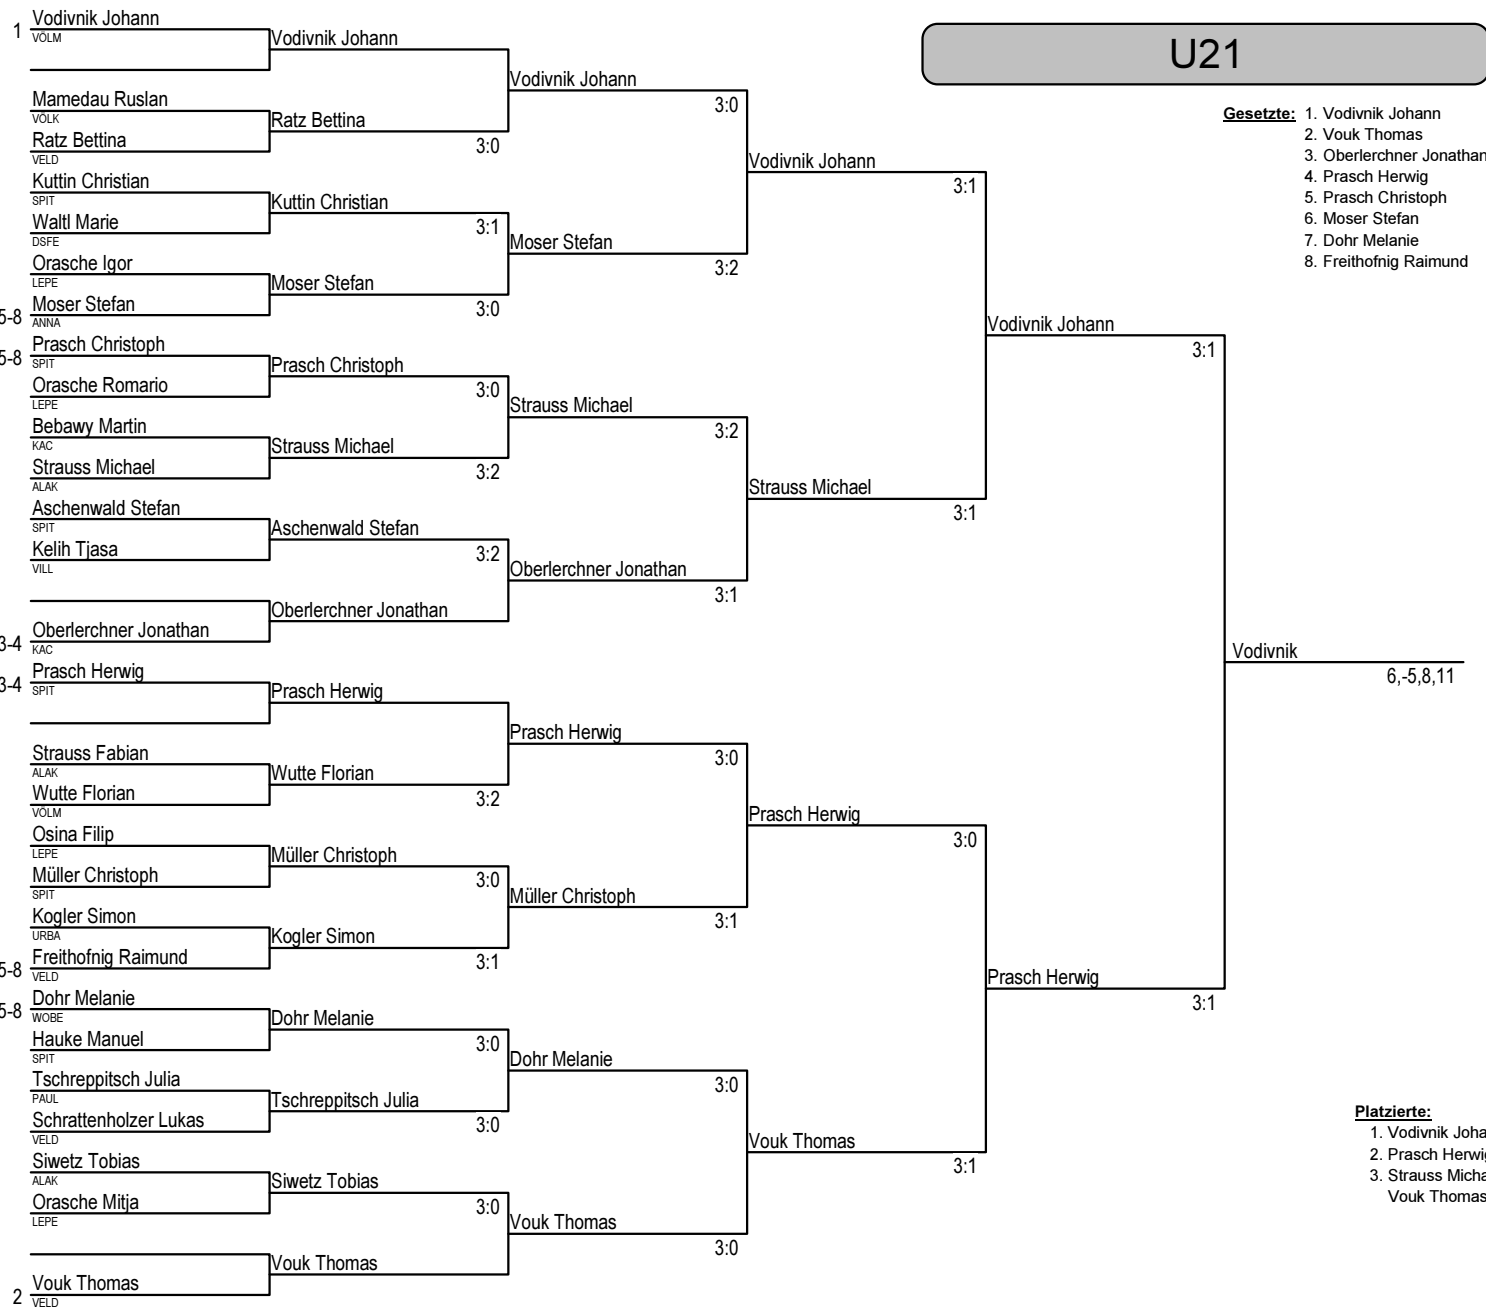 U21
Gesetzte: 1. Vodivnik Johann
2. Vouk Thomas
3. Oberlerchner Jonathan
4. Prasch Herwig
5. Prasch Christoph
6. Moser Stefan
7. Dohr Melanie
8. Freithofnig Raimund
1 Vodivnik Johann
VÖLM
Mamedau Ruslan
VÖLK
Ratz Bettina
VELD
Kuttin Christian
SPIT
Waltl Marie
DSFE
Orasche Igor
LEPE
5-8 Moser Stefan
ANNA
5-8 Prasch Christoph
SPIT
Orasche Romario
LEPE
Bebawy Martin
KAC
Strauss Michael
ALAK
Aschenwald Stefan
SPIT
Kelih Tjasa
VILL
3-4 Oberlerchner Jonathan
KAC
3-4 Prasch Herwig
SPIT
Strauss Fabian
ALAK
Wutte Florian
VÖLM
Osina Filip
LEPE
Müller Christoph
SPIT
Kogler Simon
URBA
5-8 Freithofnig Raimund
VELD
5-8 Dohr Melanie
WOBE
Hauke Manuel
SPIT
Tschreppitsch Julia
PAUL
Schrattenholzer Lukas
VELD
Siwetz Tobias
ALAK
Orasche Mitja
LEPE
2 Vouk Thomas
VELD
Vodivnik Johann
Ratz Bettina
3:0
Kuttin Christian
3:1
Moser Stefan
3:0
Prasch Christoph
3:0
Strauss Michael
3:2
Aschenwald Stefan
3:2
Oberlerchner Jonathan
Prasch Herwig
Wutte Florian
3:2
Müller Christoph
3:0
Kogler Simon
3:1
Dohr Melanie
3:0
Tschreppitsch Julia
3:0
Siwetz Tobias
3:0
Vouk Thomas
Vodivnik Johann
3:0
Moser Stefan
3:2
Strauss Michael
3:2
Oberlerchner Jonathan
3:1
Prasch Herwig
3:0
Müller Christoph
3:1
Dohr Melanie
3:0
Vouk Thomas
3:0
Vodivnik Johann
3:1
Strauss Michael
3:1
Prasch Herwig
3:0
Vouk Thomas
3:1
Vodivnik Johann
3:1
Prasch Herwig
3:1
Vodivnik
6,-5,8,11
Platzierte:
1. Vodivnik Joha
2. Prasch Herwig
3. Strauss Micha
Vouk Thomas